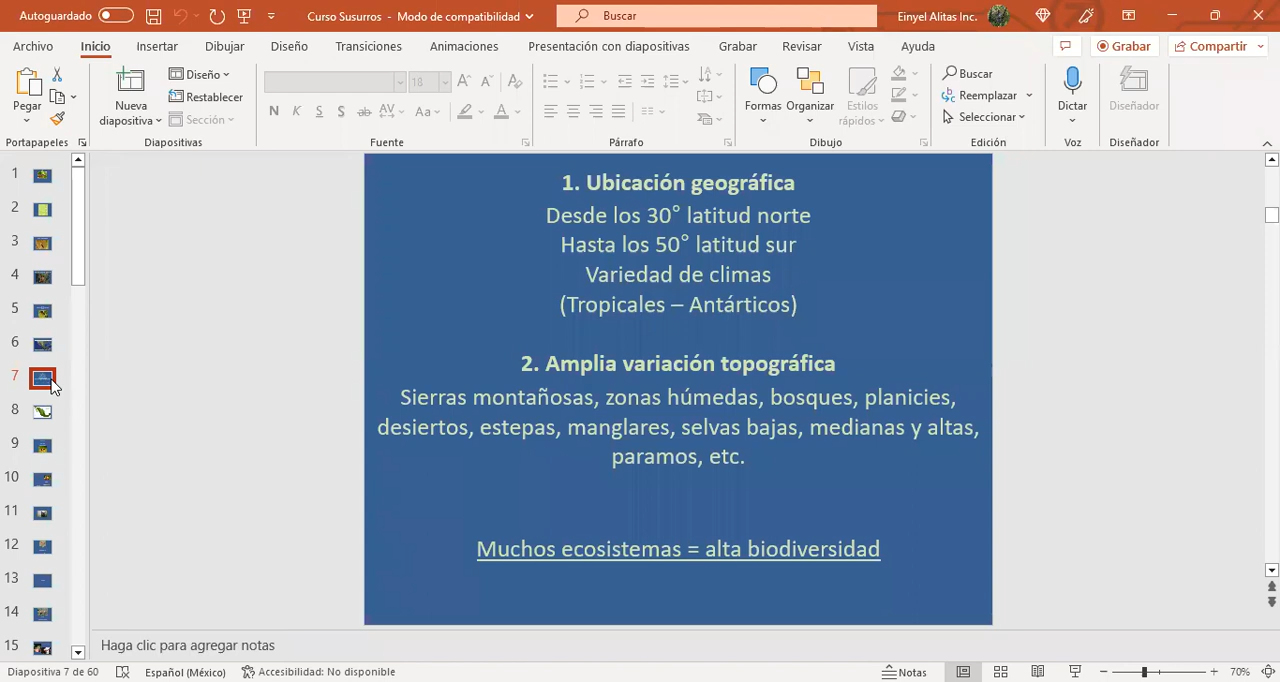 Autoguardado
Curso Susurros - Modo de compatibilidad
Buscar
Einyel Alitas Inc.
Archivo Inicio Insertar Dibujar Diseño Transiciones Animaciones Presentación con diapositivas Grabar Revisar Vista Ayuda
Grabar
Compartir
Pegar
Portapapeles
Nueva
diapositiva
Diseño
Restablecer
Sección
Diapositivas
18
N K S S ab AV Aa A
Fuente
Párrafo
Formas
Organizar
Estilos
rápidos
Dibujo
Buscar
Reemplazar
Seleccionar
Edición
Dictar
Voz
Diseñador
Diseñador
1
2
3
4
5
6
7
8
9
10
11
12
13
14
15
1. Ubicación geográfica
Desde los 30° latitud norte
Hasta los 50° latitud sur
Variedad de climas
(Tropicales – Antárticos)
2. Amplia variación topográfica
Sierras montañosas, zonas húmedas, bosques, planicies,
desiertos, estepas, manglares, selvas bajas, medianas y altas,
paramos, etc.
Muchos ecosistemas = alta biodiversidad
Haga clic para agregar notas
Diapositiva 7 de 60
Español (México)
Accesibilidad: No disponible
Notas
70%